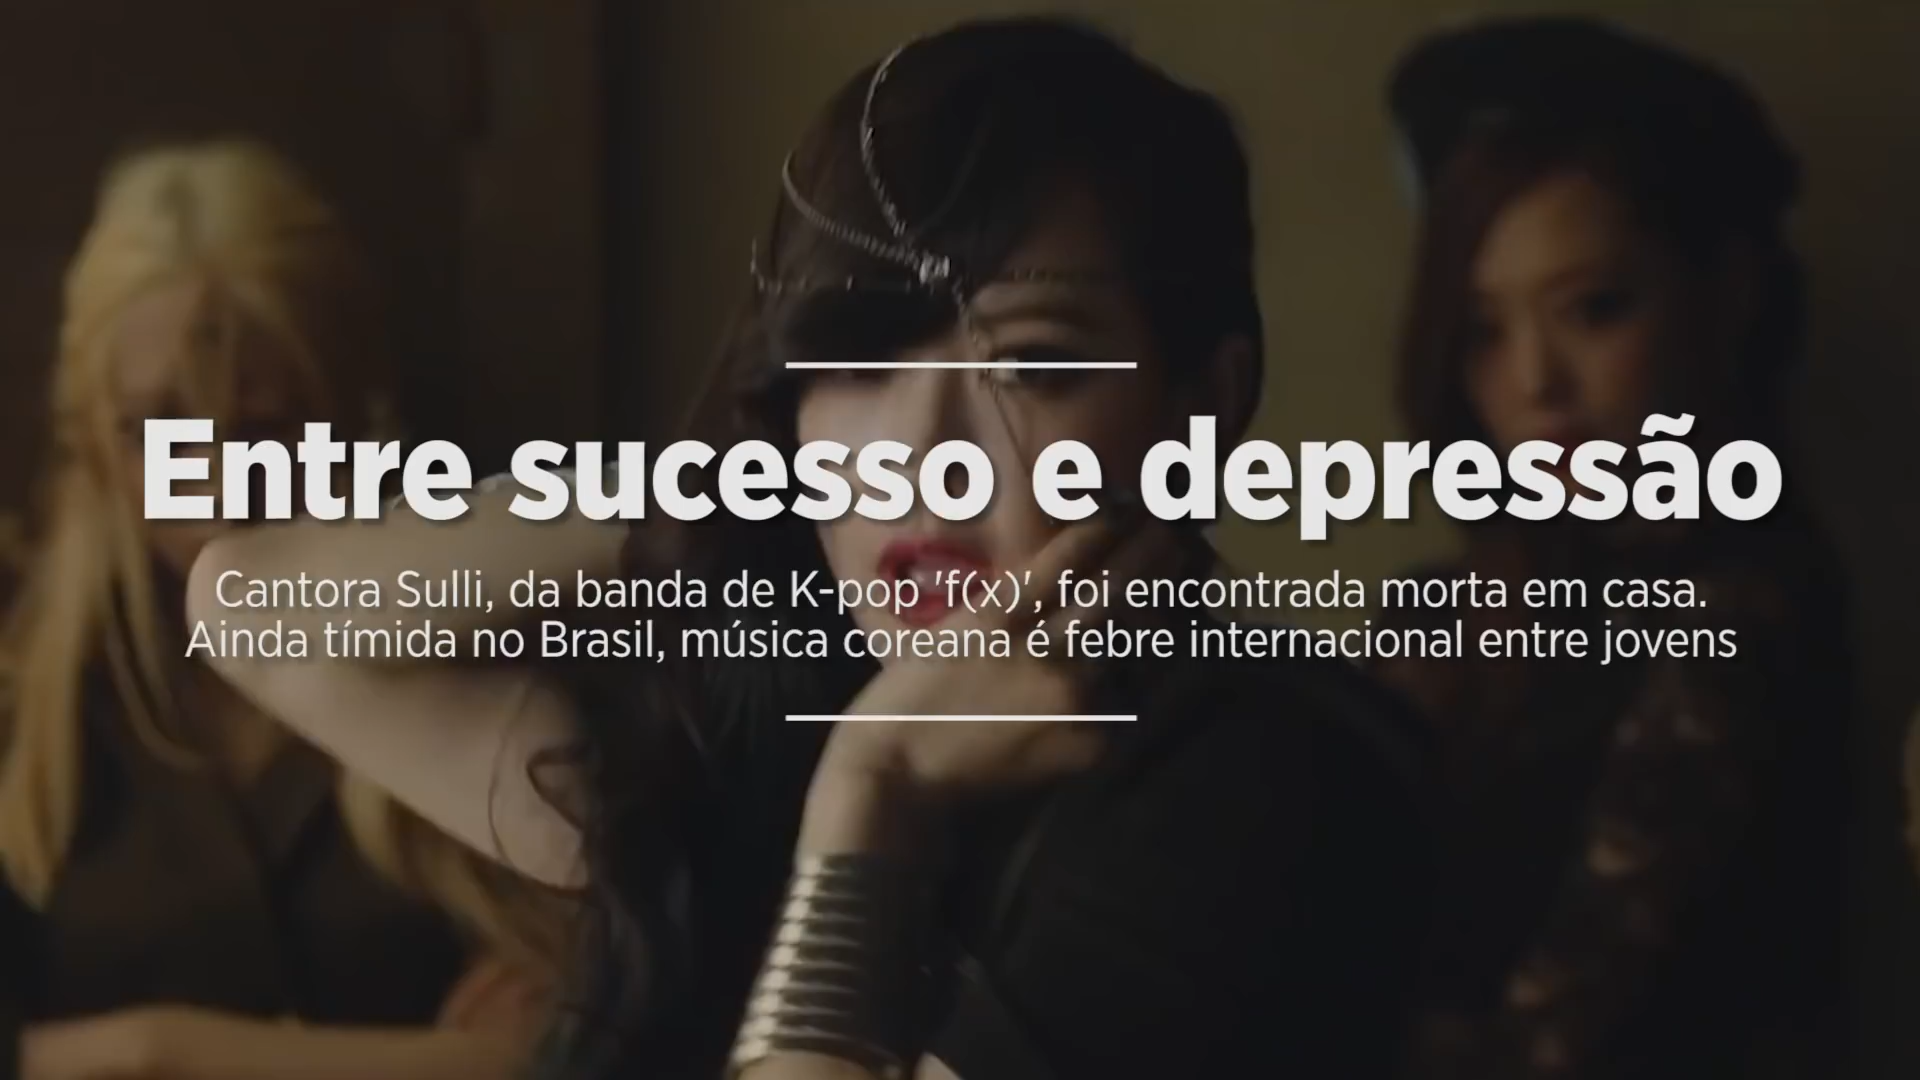 Entre sucesso e depressão
Cantora Sulli, da banda de K-pop 'f(x)', foi encontrada morta em casa.
Ainda tímida no Brasil, música coreana é febre internacional entre jovens